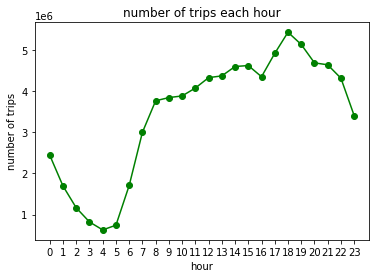 number of trips each hour
1e6
5
4
3
2
1
number of trips
0 1 2 3 4 5 6 7 8 9 10 11 12 13 14 15 16 17 18 19 20 21 22 23
hour